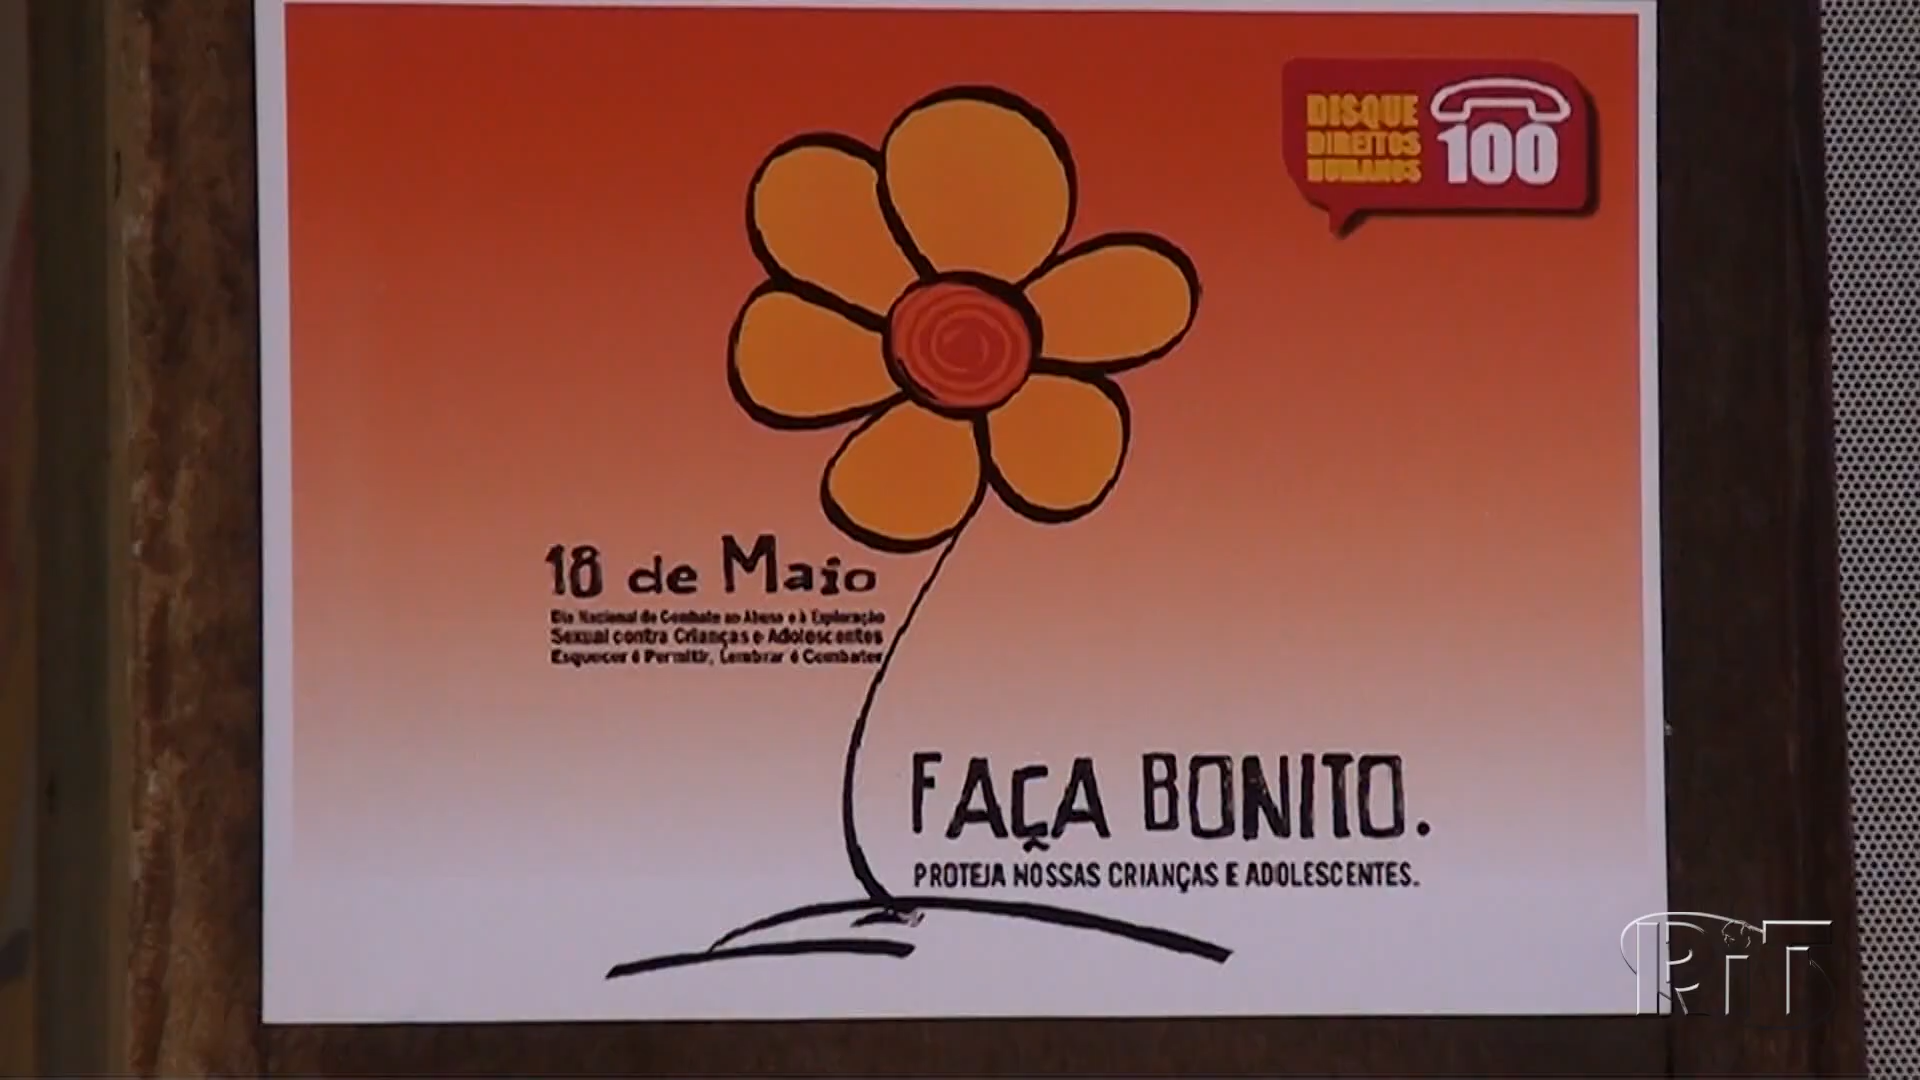 DISQUE
DIREITOS
HUMANOS
100
18 de Maio
Dia Nacional de Combate ao Abuso e à Exploração
Sexual contra Crianças e Adolescentes
Esquecer é Permitir, Lembrar é Combater
FAÇA BONITO.
PROTEJA NOSSAS CRIANÇAS E ADOLESCENTES.
RIT